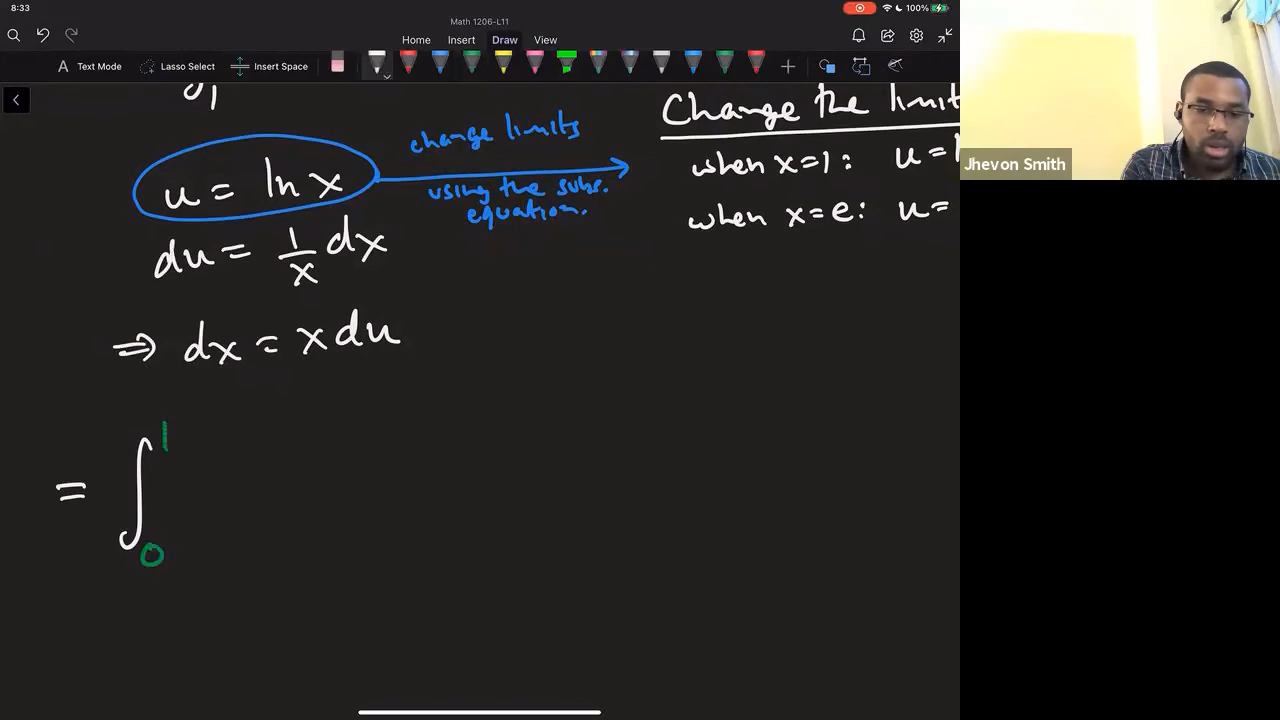 8:33
100%
Math 1206-L11
Home Insert Draw View
Text Mode Lasso Select Insert Space
Change the limit
change limits
u = ln x
using the subs.
equation.
when x=1: u = l
when x=e: u =
du = 1/x dx
⇒ dx = x du
= ∫ 1
0
Jhevon Smith